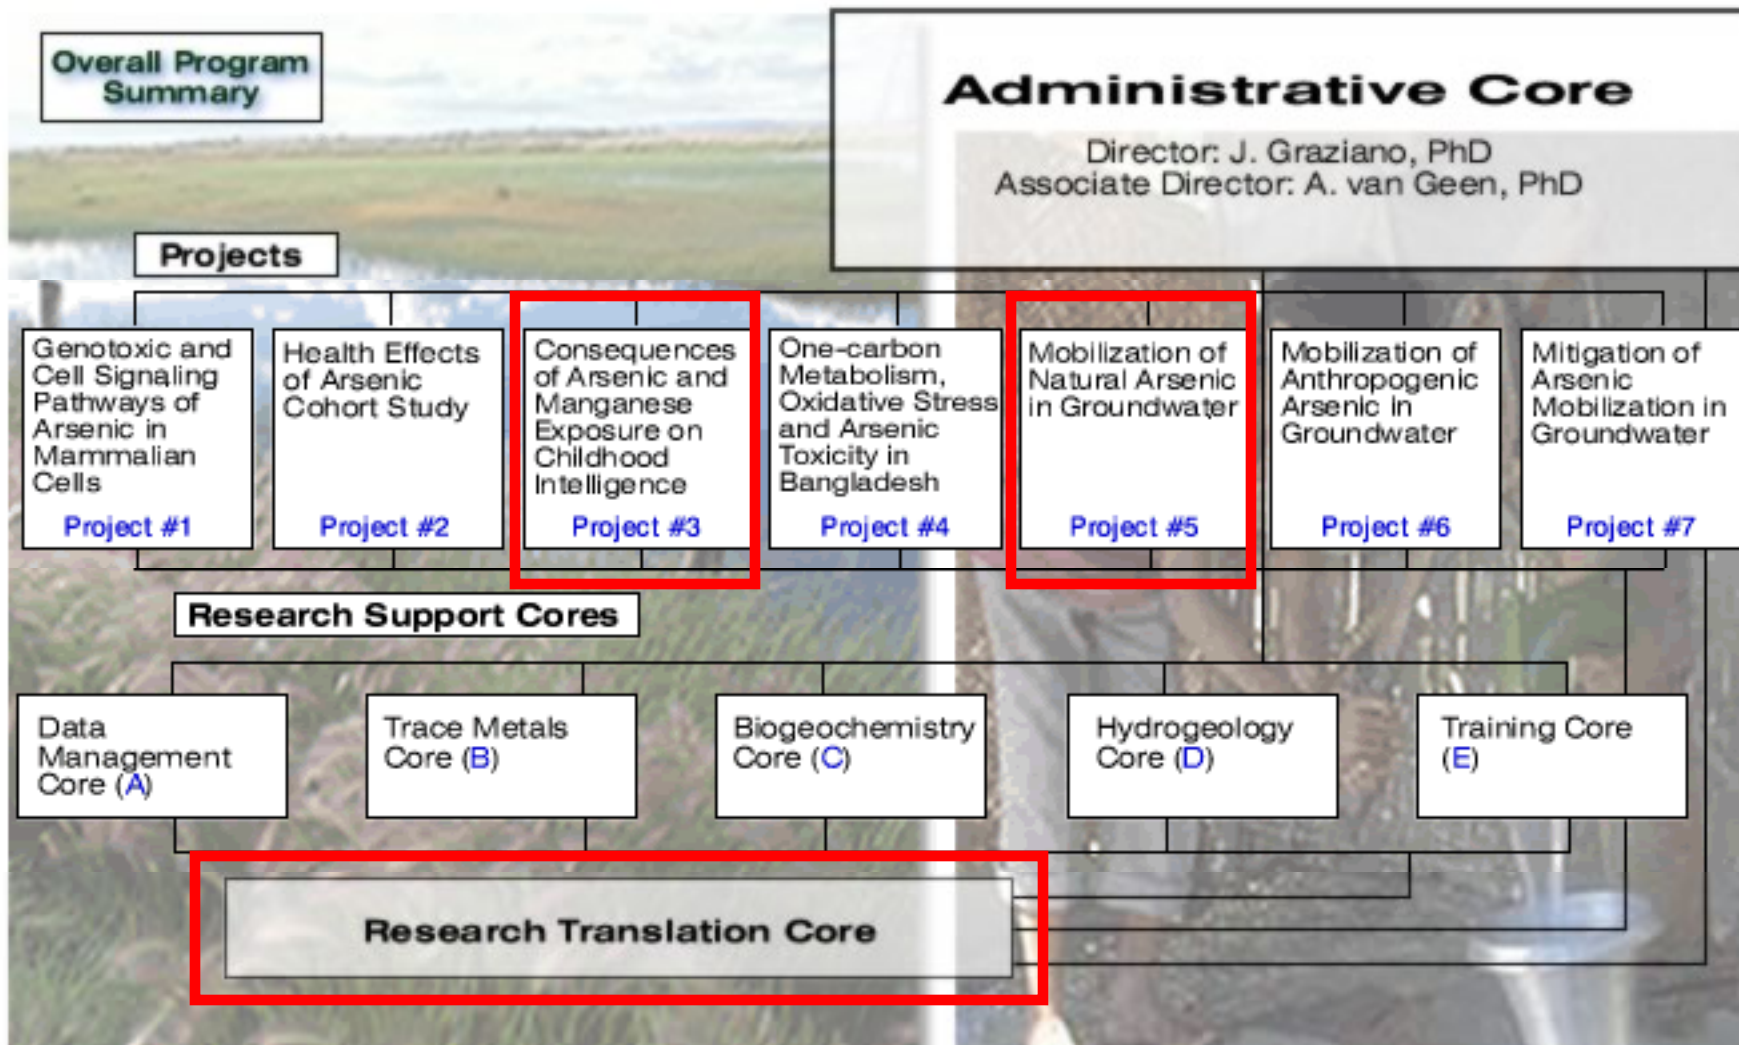 Overall Program
Summary
Administrative Core
Director: J. Graziano, PhD
Associate Director: A. van Geen, PhD
Projects
Genotoxic and
Cell Signaling
Pathways of
Arsenic in
Mammalian
Cells
Project #1
Health Effects
of Arsenic
Cohort Study
Project #2
Consequences
of Arsenic and
Manganese
Exposure on
Childhood
Intelligence
Project #3
One-carbon
Metabolism,
Oxidative Stress
and Arsenic
Toxicity in
Bangladesh
Project #4
Mobilization of
Natural Arsenic
in Groundwater
Project #5
Mobilization of
Anthropogenic
Arsenic in
Groundwater
Project #6
Mitigation of
Arsenic
Mobilization in
Groundwater
Project #7
Research Support Cores
Data
Management
Core (A)
Trace Metals
Core (B)
Biogeochemistry
Core (C)
Hydrogeology
Core (D)
Training Core
(E)
Research Translation Core